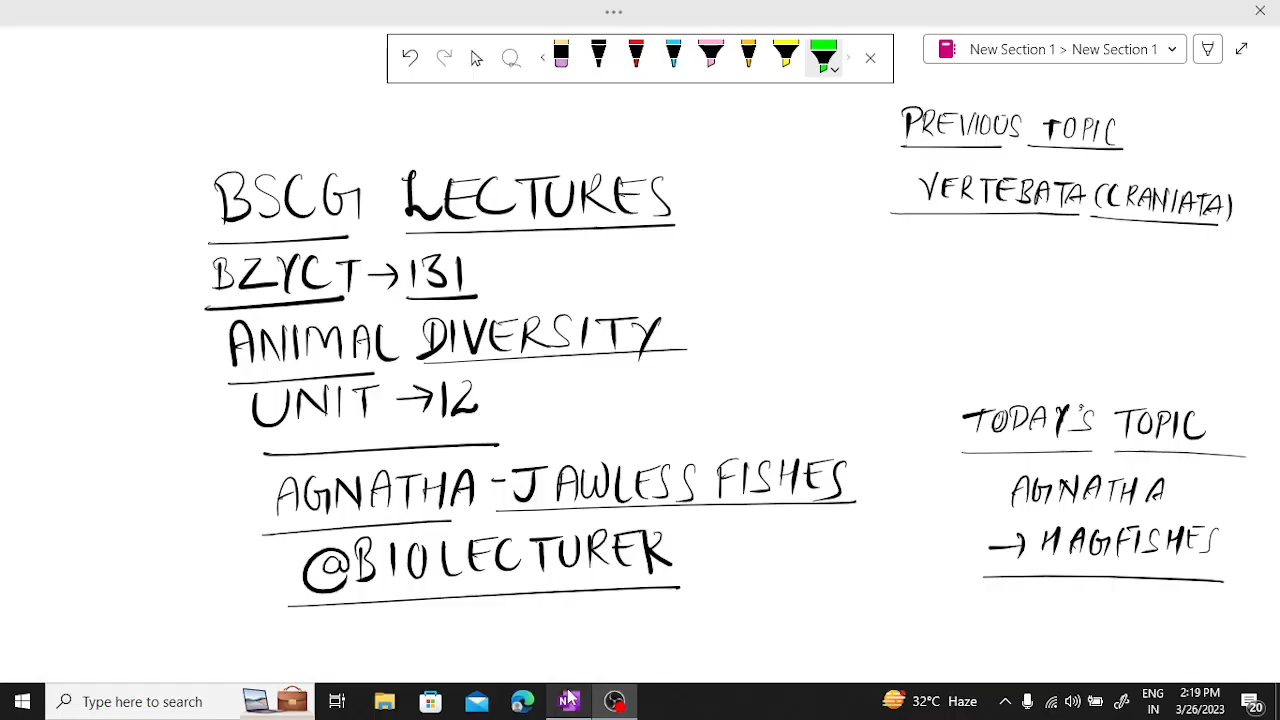 New Section 1 > New Section 1
PREVIOUS TOPIC
VERTEBATA (CRANIATA)
BSCG LECTURES
BZYCT → 131
ANIMAL DIVERSITY
UNIT → 12
AGNATHA - JAWLESS FISHES
@BIOLECTURER
TODAY'S TOPIC
AGNATHA
→ HAGFISHES
Type here to search
32°C Haze
ENG
IN
2:19 PM
3/26/2023
20